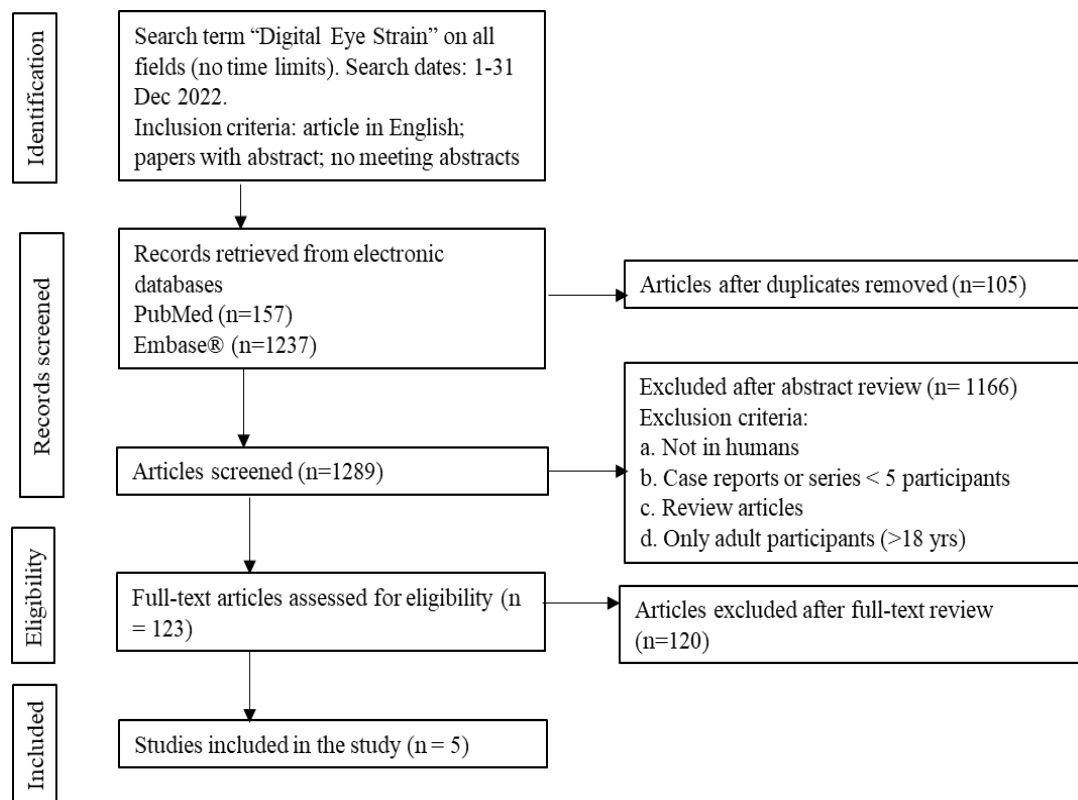 Identification
Search term “Digital Eye Strain” on all
fields (no time limits). Search dates: 1-31
Dec 2022.
Inclusion criteria: article in English;
papers with abstract; no meeting abstracts
Records screened
Records retrieved from electronic
databases
PubMed (n=157)
Embase® (n=1237)
Articles after duplicates removed (n=105)
Articles screened (n=1289)
Excluded after abstract review (n= 1166)
Exclusion criteria:
a. Not in humans
b. Case reports or series < 5 participants
c. Review articles
d. Only adult participants (>18 yrs)
Eligibility
Full-text articles assessed for eligibility (n
= 123)
Articles excluded after full-text review
(n=120)
Included
Studies included in the study (n = 5)